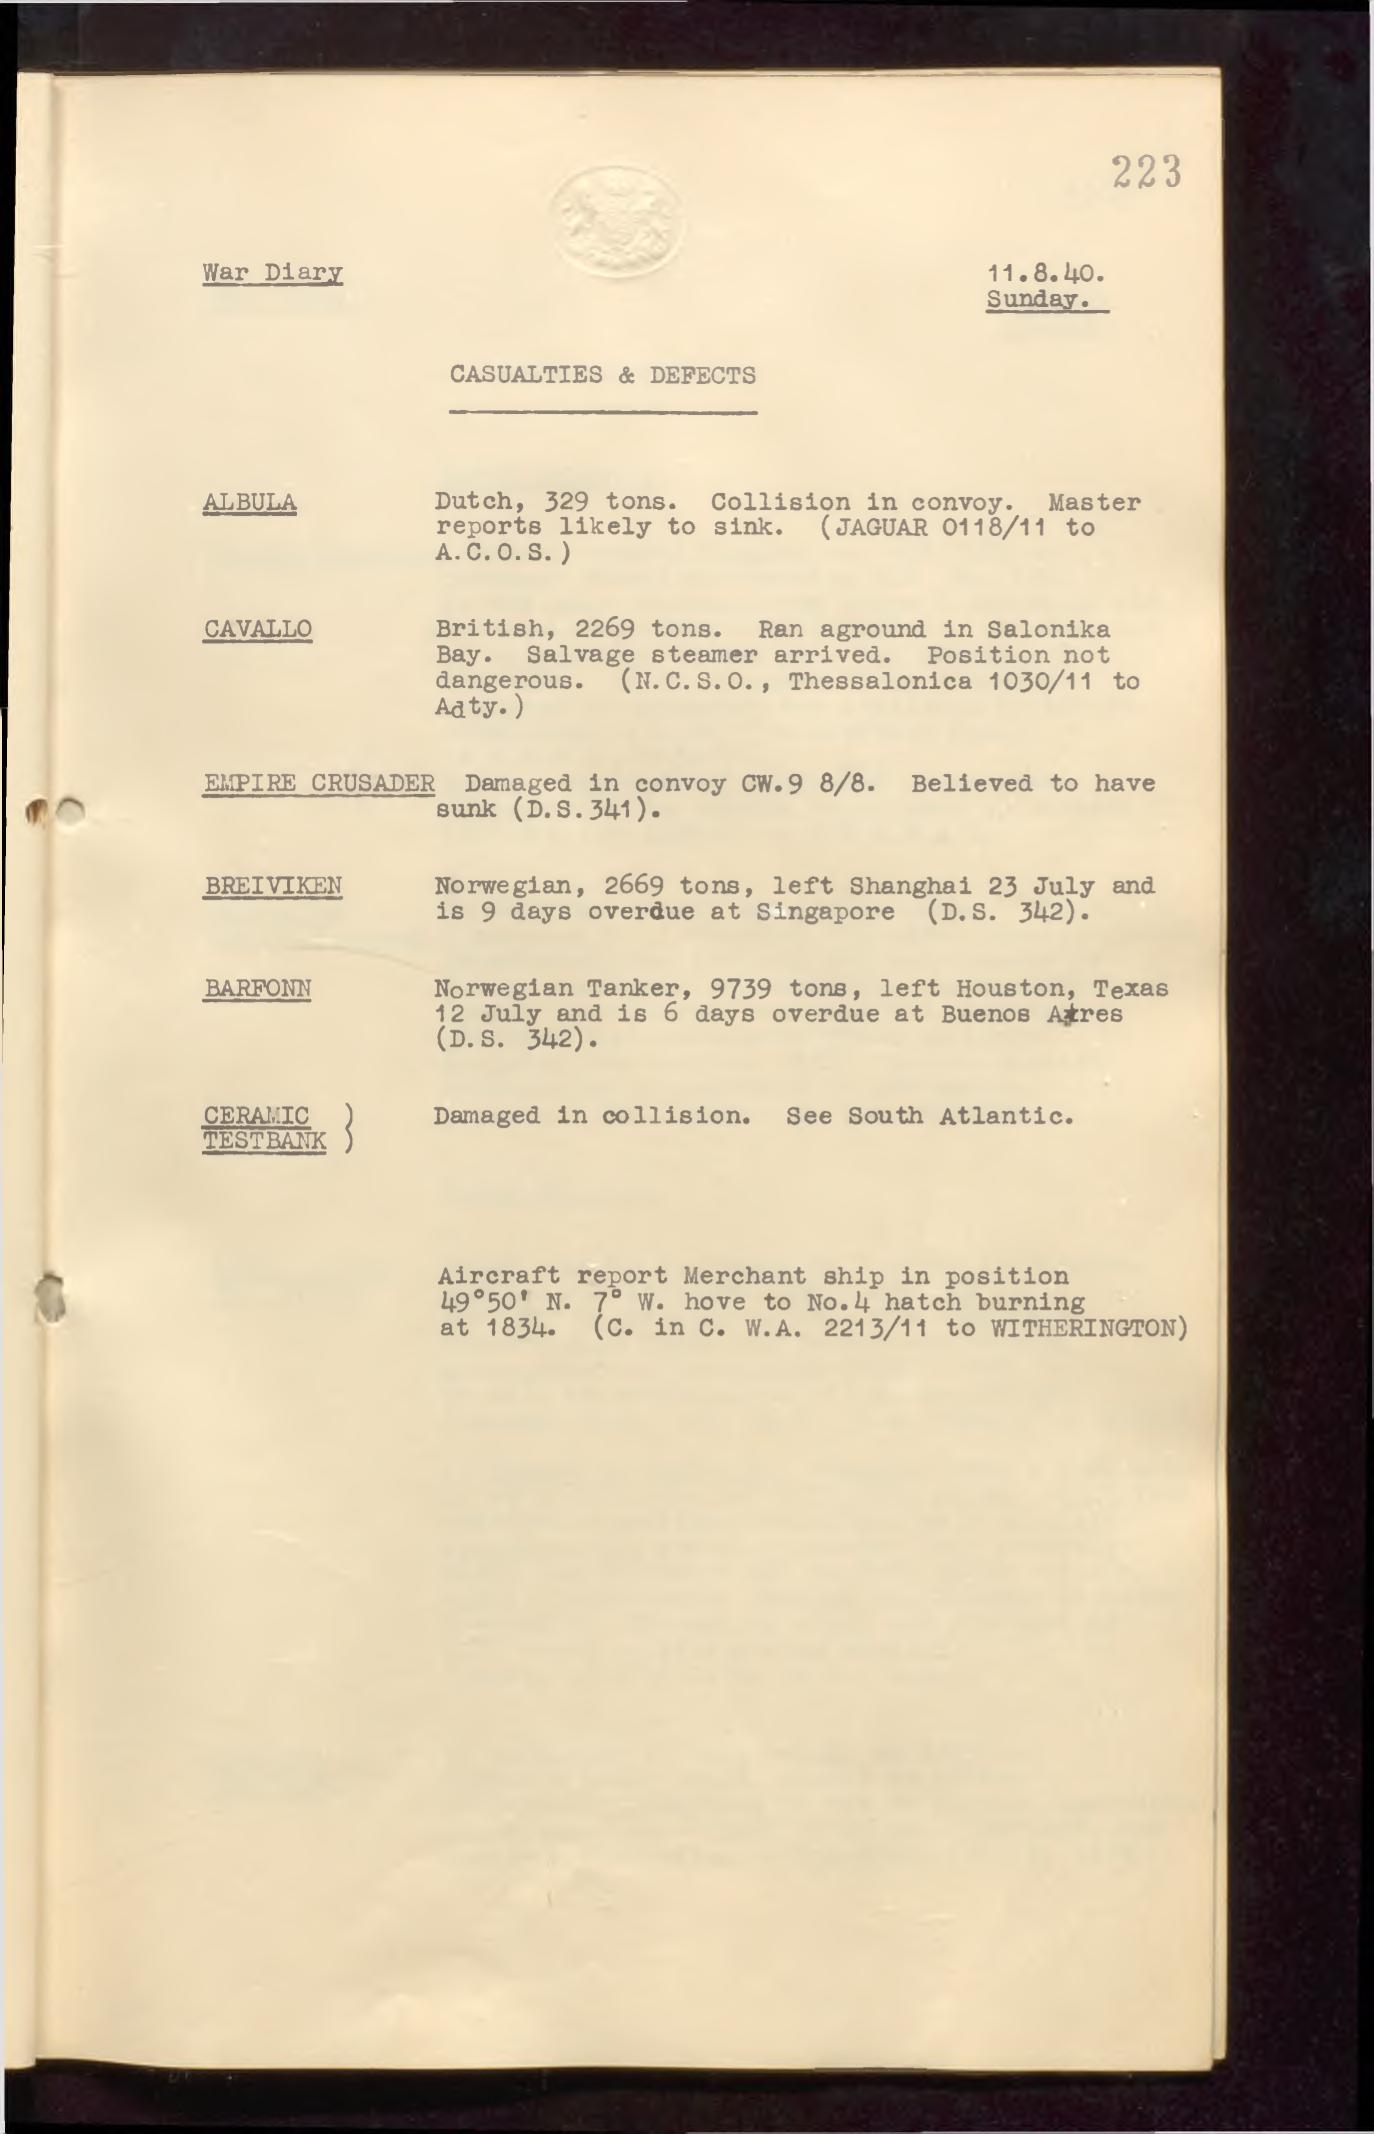 223
War Diary 11.8.40.
Sunday.
CASUALTIES & DEFECTS
ALBULA Dutch, 329 tons. Collision in convoy. Master
reports likely to sink. (JAGUAR 0118/11 to
A.C.O.S.)
CAVALLO British, 2269 tons. Ran aground in Salonika
Bay. Salvage steamer arrived. Position not
dangerous. (N.C.S.O., Thessalonica 1030/11 to
Adty.)
EMPIRE CRUSADER Damaged in convoy CW.9 8/8. Believed to have
sunk (D.S.341).
BREIVIKEN Norwegian, 2669 tons, left Shanghai 23 July and
is 9 days overdue at Singapore (D.S. 342).
BARFONN Norwegian Tanker, 9739 tons, left Houston, Texas
12 July and is 6 days overdue at Buenos Aires
(D.S. 342).
CERAMIC ) Damaged in collision. See South Atlantic.
TESTBANK )
Aircraft report Merchant ship in position
49°50' N. 7° W. hove to No.4 hatch burning
at 1834. (C. in C. W.A. 2213/11 to WITHERINGTON)